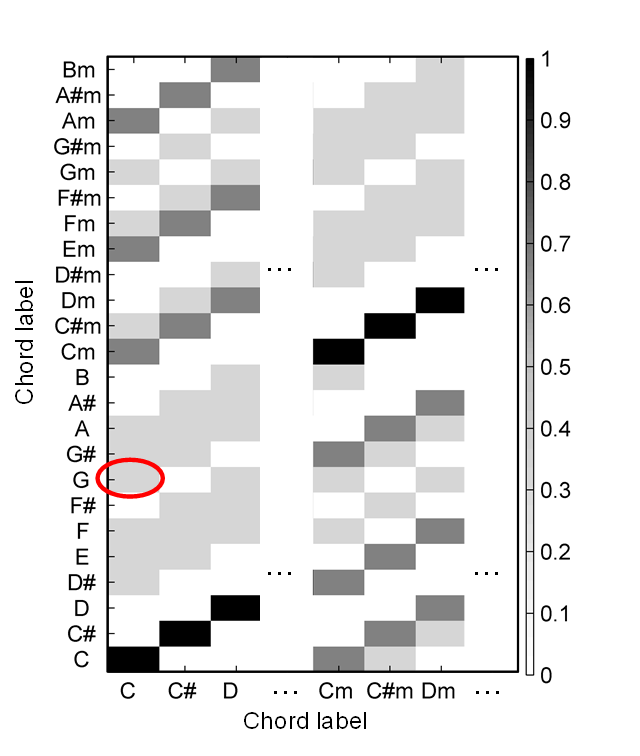 Bm
A#m
Am
G#m
Gm
F#m
Fm
Em
D#m
Dm
C#m
Cm
B
A#
A
G#
G
F#
F
E
D#
D
C#
C
Chord label
... ...
... ...
C C# D ... Cm C#m Dm ...
Chord label
1
0.9
0.8
0.7
0.6
0.5
0.4
0.3
0.2
0.1
0